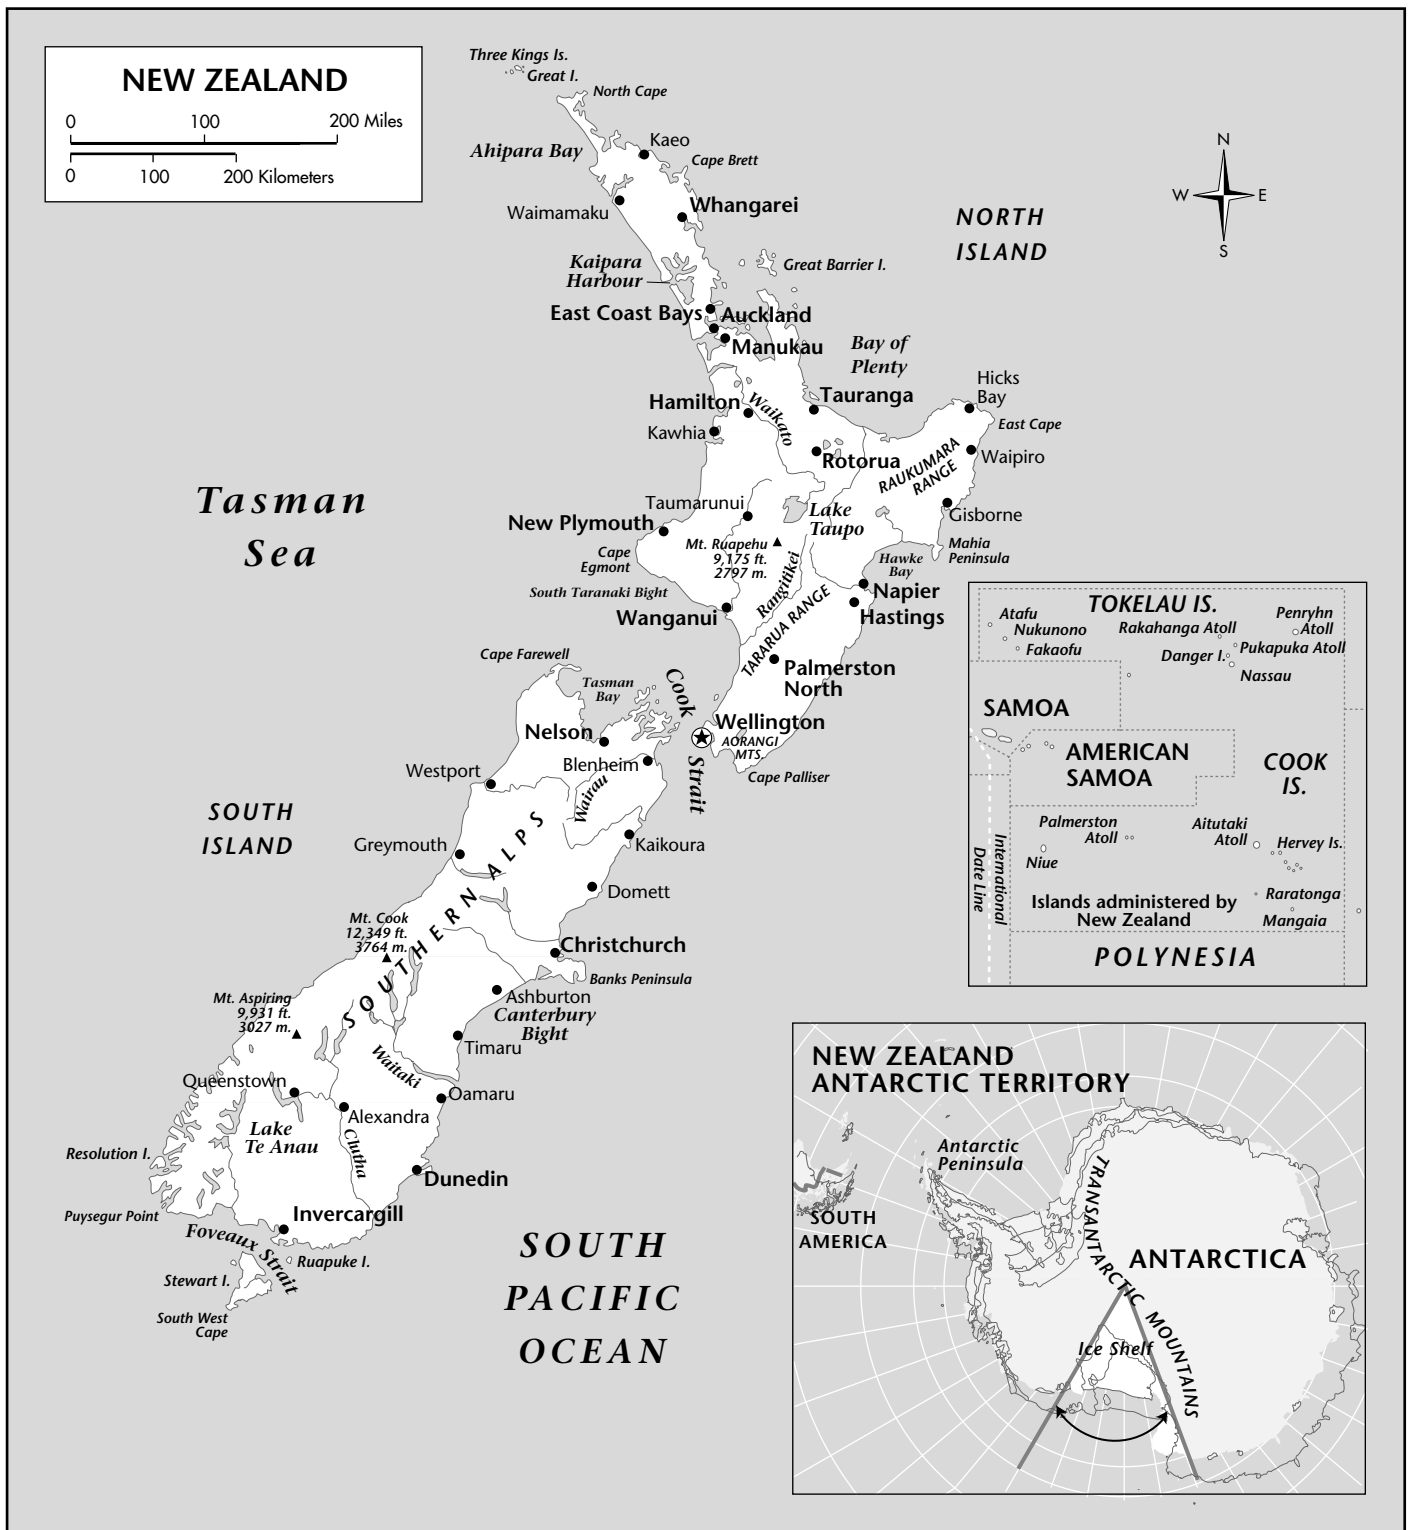 NEW ZEALAND
0 100 200 Miles
0 100 200 Kilometers
Three Kings Is.
Great I.
North Cape
Kaeo
Ahipara Bay
Cape Brett
Waimamaku
Whangarei
N
W E
S
NORTH
ISLAND
Kaipara
Harbour
Great Barrier I.
East Coast Bays
Auckland
Manukau
Bay of
Plenty
Hicks
Bay
Hamilton
Waikato
Tauranga
East Cape
Kawhia
Rotorua
RAUKUMARA
RANGE
Waipiro
Tasman
Sea
Taumarunui
Lake
Taupo
Gisborne
New Plymouth
Mt. Ruapehu
9,175 ft.
2797 m.
Cape
Egmont
Rangitikei
Hawke
Bay
Mahia
Peninsula
South Taranaki Bight
Napier
Wanganui
Hastings
TARARUA RANGE
Cape Farewell
Palmerston
North
Tasman
Bay
Cook
Strait
Nelson
Wellington
AORANGI
MTS.
Blenheim
Cape Palliser
Westport
Wairau
SOUTH
ISLAND
Greymouth
Kaikoura
SOUTHERN ALPS
Domett
Mt. Cook
12,349 ft.
3764 m.
Christchurch
Banks Peninsula
Mt. Aspiring
9,931 ft.
3027 m.
Ashburton
Canterbury
Bight
Timaru
Waitaki
Queenstown
Oamaru
Alexandra
Lake
Te Anau
Clutha
Resolution I.
Dunedin
Puysegur Point
Invercargill
Foveaux Strait
Ruapuke I.
Stewart I.
South West
Cape
SOUTH
PACIFIC
OCEAN
TOKELAU IS.
Atafu
Nukunono
Fakaofu
Rakahanga Atoll
Penryhn
Atoll
Danger I.
Pukapuka Atoll
Nassau
SAMOA
AMERICAN
SAMOA
COOK
IS.
Palmerston
Atoll
Aitutaki
Atoll
Hervey Is.
Niue
International
Date Line
Raratonga
Islands administered by
New Zealand
Mangaia
POLYNESIA
NEW ZEALAND
ANTARCTIC TERRITORY
Antarctic
Peninsula
SOUTH
AMERICA
TRANSANTARCTIC MOUNTAINS
ANTARCTICA
Ice Shelf